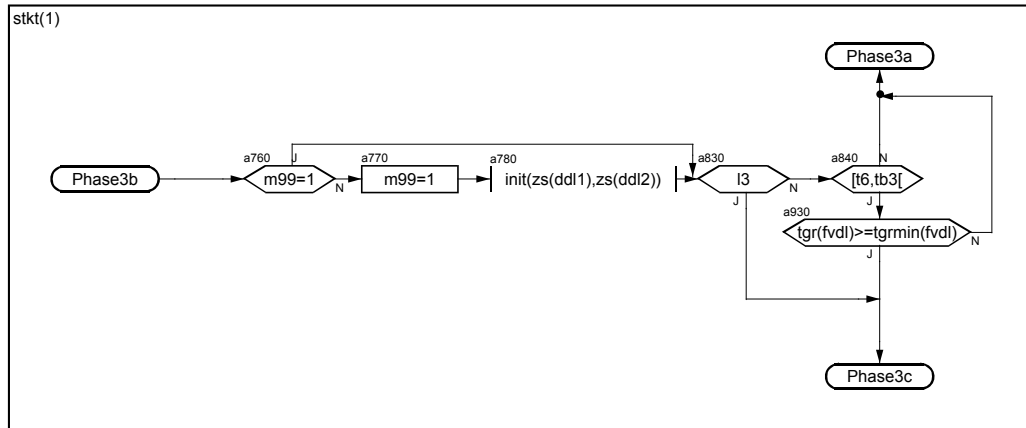 stkt(1)
Phase3a
a760
J
a770
a780
a830
a840
N
Phase3b
m99=1
N
m99=1
init(zs(ddl1),zs(ddl2))
l3
N
[t6,tb3[
J
J
a930
tgr(fvdl)>=tgrmin(fvdl)
N
J
Phase3c